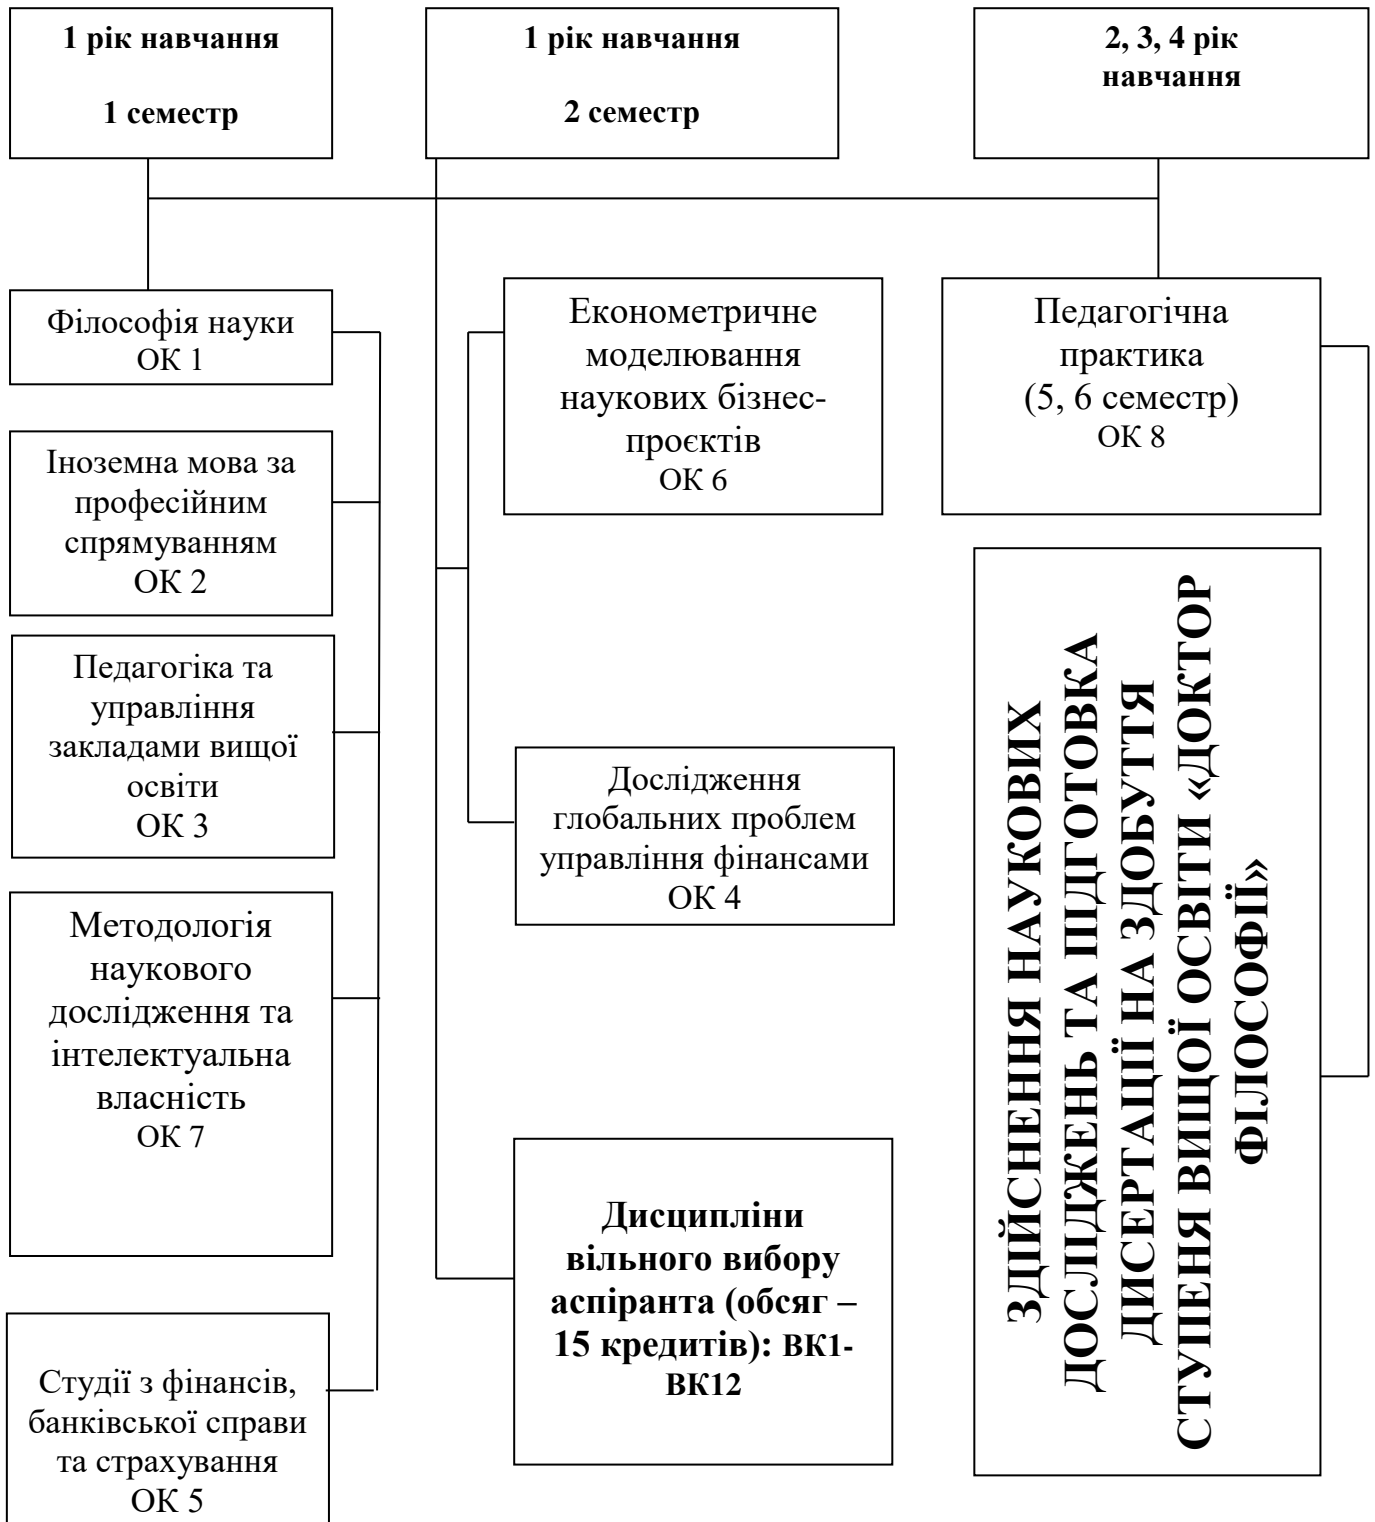 1 рік навчання
1 семестр
1 рік навчання
2 семестр
2, 3, 4 рік
навчання
Філософія науки
ОК 1
Іноземна мова за
професійним
спрямуванням
ОК 2
Педагогіка та
управління
закладами вищої
освіти
ОК 3
Методологія
наукового
дослідження та
інтелектуальна
власність
ОК 7
Студії з фінансів,
банківської справи
та страхування
ОК 5
Економетричне
моделювання
наукових бізнес-
проєктів
ОК 6
Дослідження
глобальних проблем
управління фінансами
ОК 4
Дисципліни
вільного вибору
аспіранта (обсяг –
15 кредитів): ВК1-
ВК12
Педагогічна
практика
(5, 6 семестр)
ОК 8
ЗДІЙСНЕННЯ НАУКОВИХ
ДОСЛІДЖЕНЬ ТА ПІДГОТОВКА
ДИСЕРТАЦІЇ НА ЗДОБУТТЯ
СТУПЕНЯ ВИЩОЇ ОСВІТИ «ДОКТОР
ФІЛОСОФІЇ»